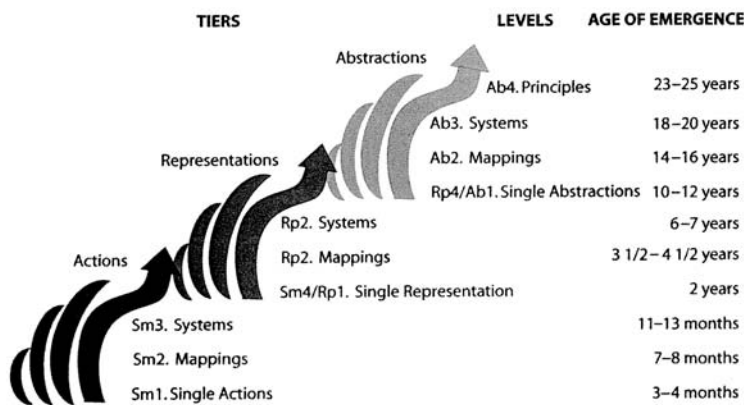 TIERS LEVELS AGE OF EMERGENCE
Abstractions
Ab4. Principles 23–25 years
Ab3. Systems 18–20 years
Representations Ab2. Mappings 14–16 years
Rp4/Ab1. Single Abstractions 10–12 years
Rp2. Systems 6–7 years
Actions Rp2. Mappings 3 1/2–4 1/2 years
Sm4/Rp1. Single Representation 2 years
Sm3. Systems 11–13 months
Sm2. Mappings 7–8 months
Sm1. Single Actions 3–4 months